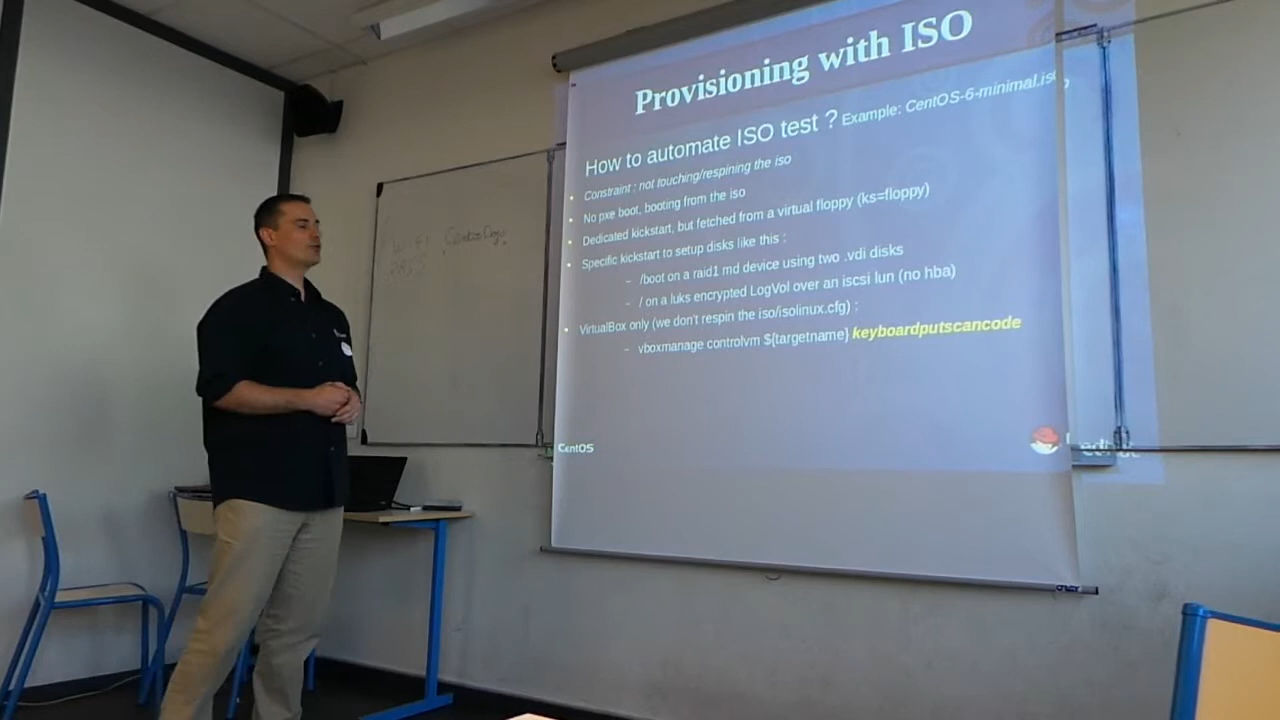 Provisioning with ISO
How to automate ISO test ? Example: CentOS-6-minimal.iso
Constraint : not touching/respining the iso
No pxe boot, booting from the iso
Dedicated kickstart, but fetched from a virtual floppy (ks=floppy)
Specific kickstart to setup disks like this :
– /boot on a raid1 md device using two .vdi disks
– / on a luks encrypted LogVol over an iscsi lun (no hba)
VirtualBox only (we don't respin the iso/isolinux.cfg) :
– vboxmanage controlvm ${targetname} keyboardputscancode
CentOS